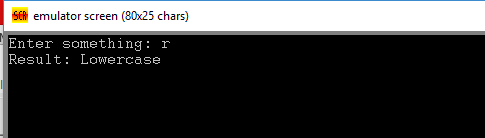 emulator screen (80x25 chars)
Enter something: r
Result: Lowercase